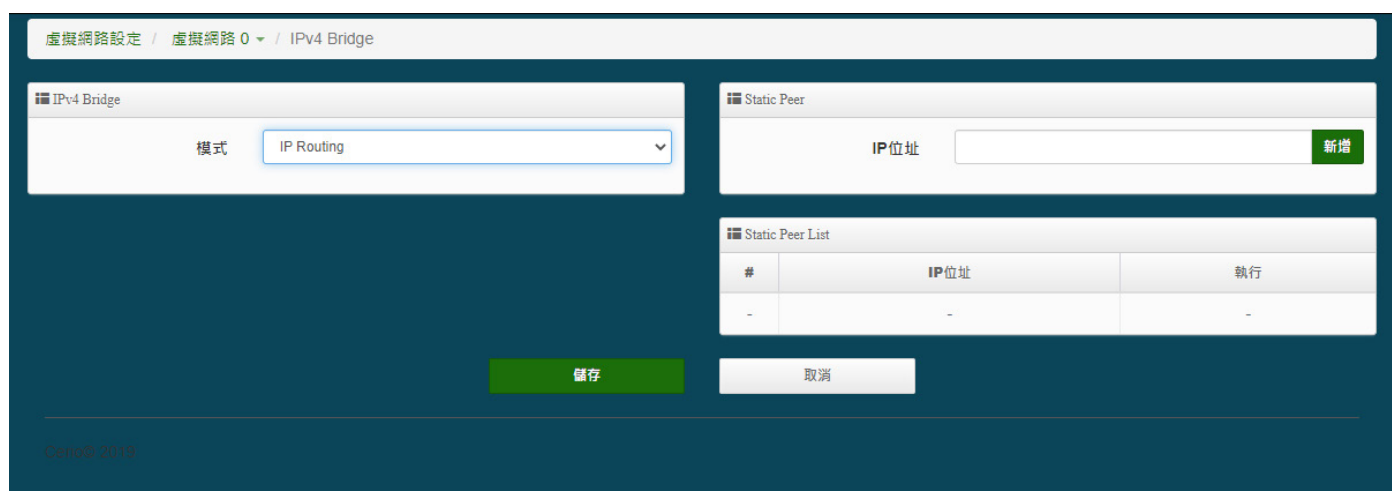 虛擬網路設定 / 虛擬網路 0 / IPv4 Bridge
IPv4 Bridge
模式 IP Routing
Static Peer
IP位址 新增
Static Peer List
# IP位址 執行
- - -
儲存 取消